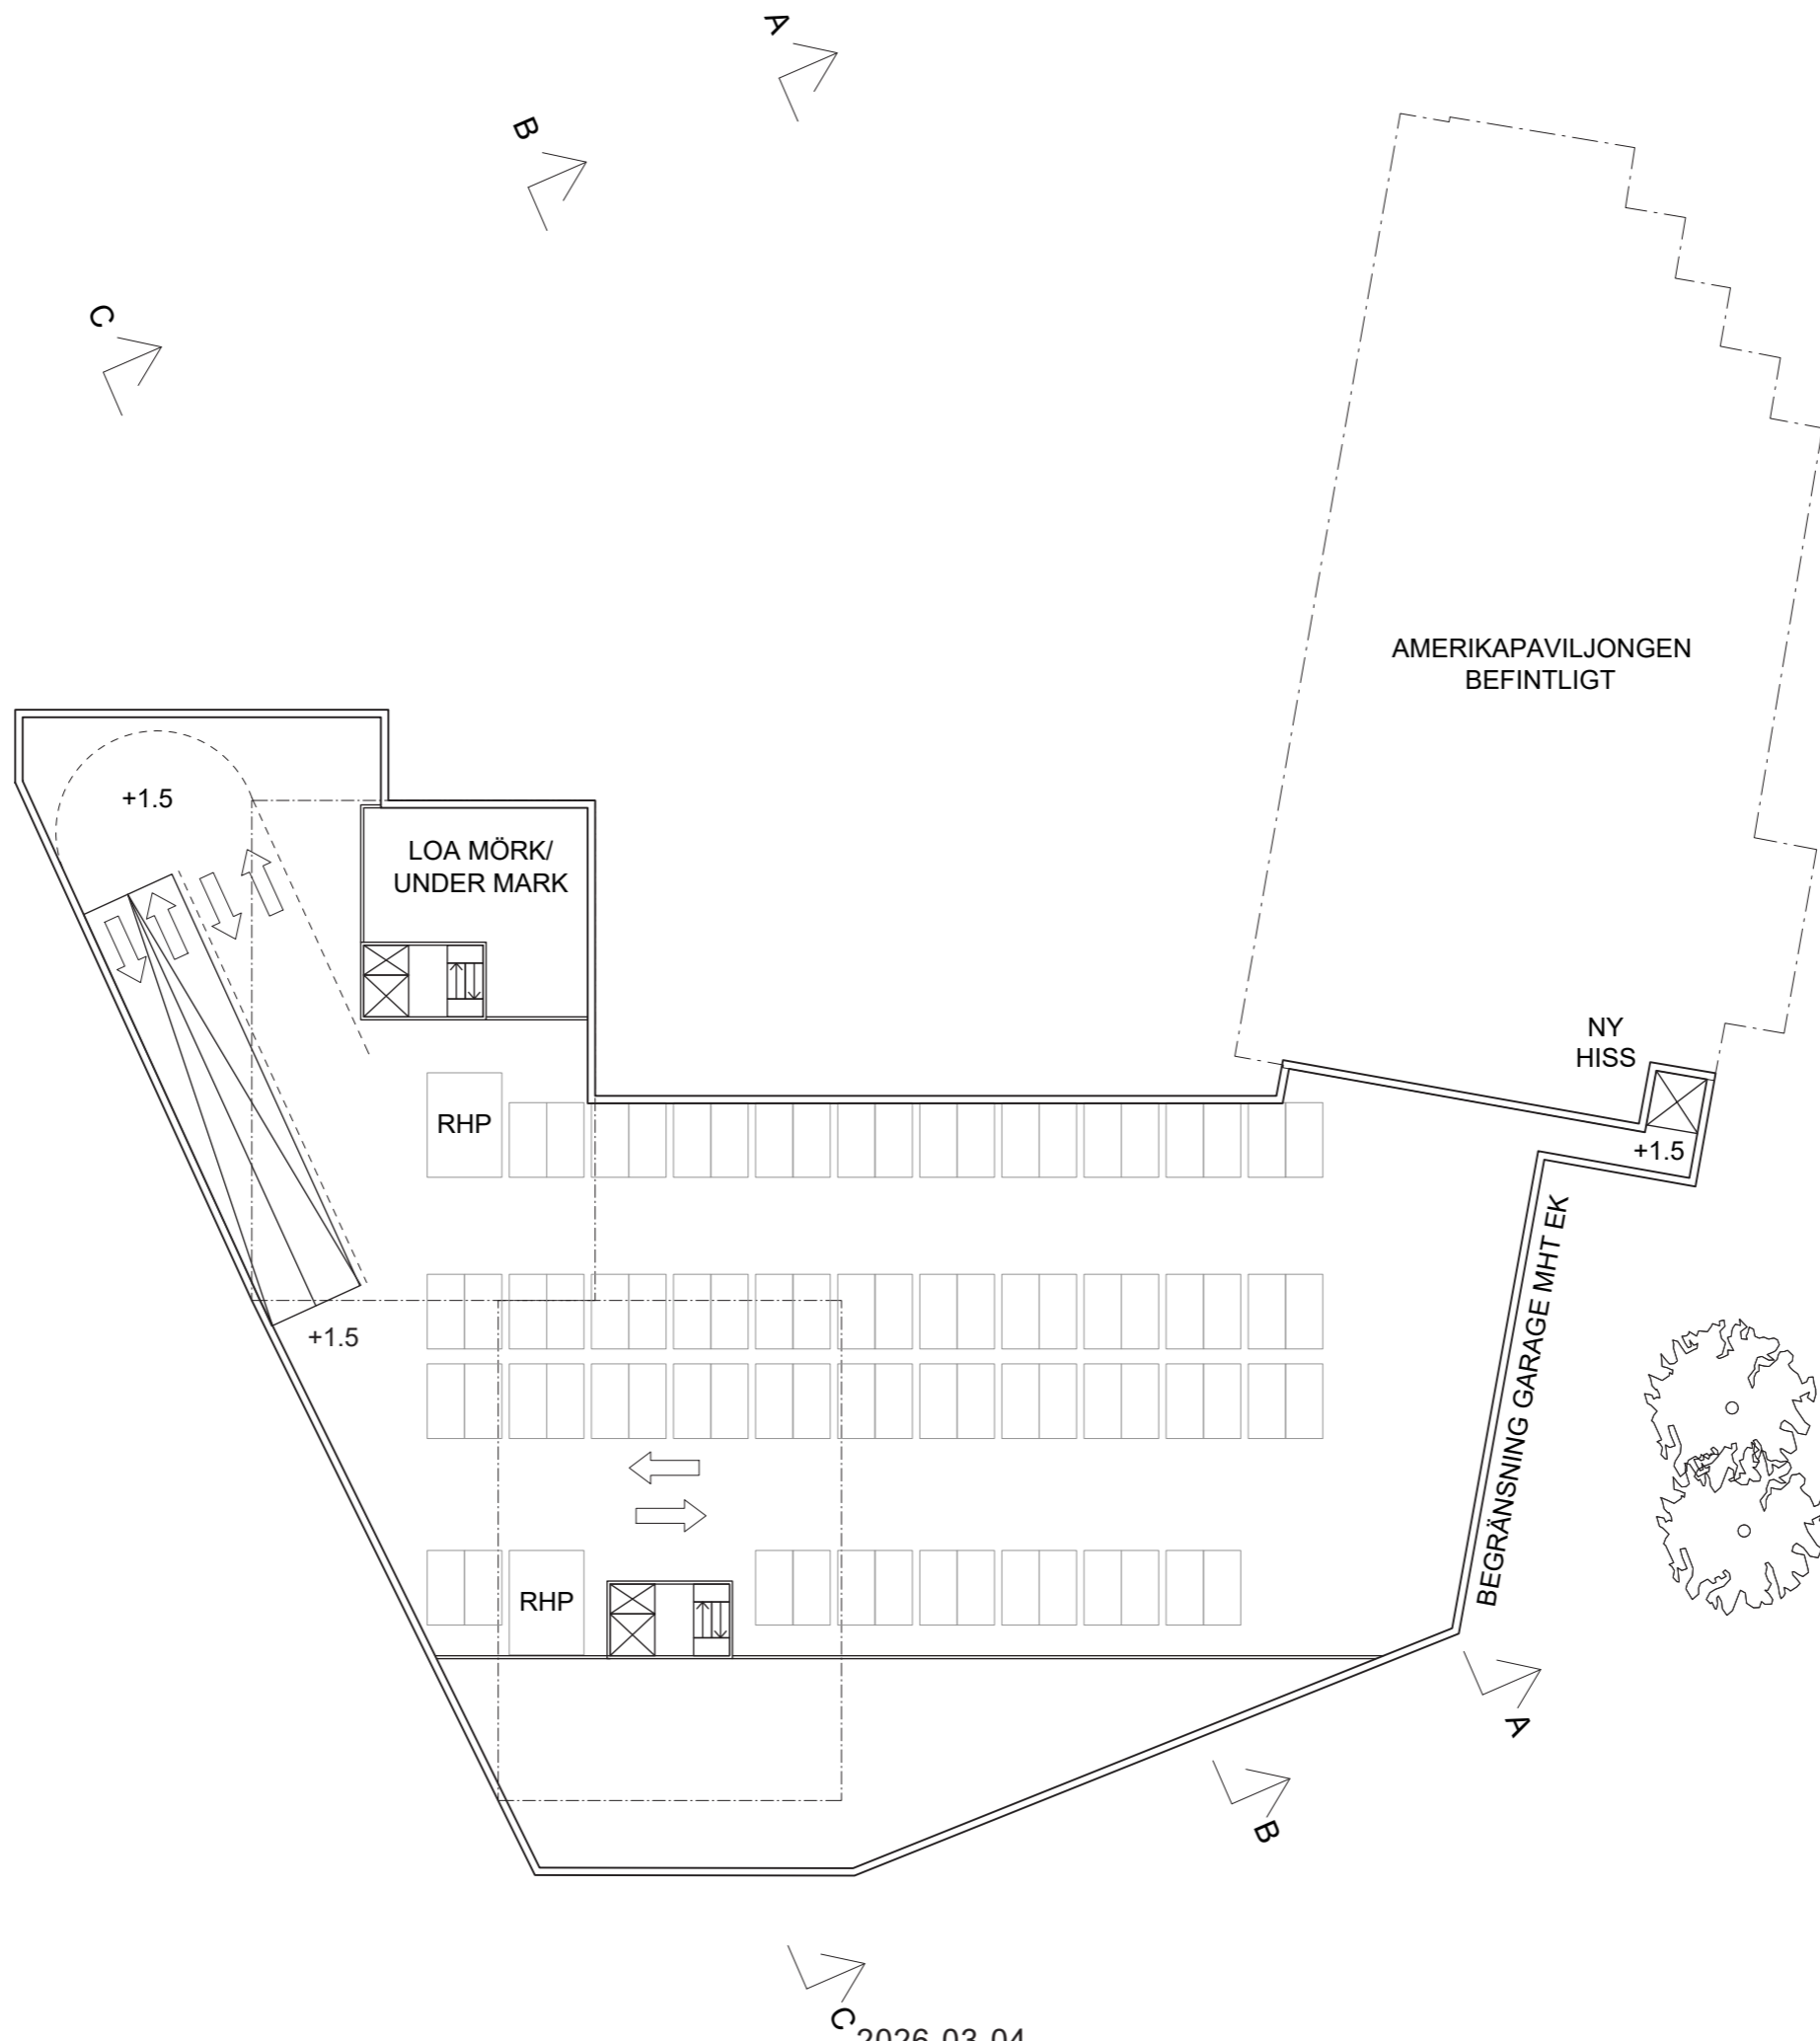 A
B
C
AMERIKAPAVILJONGEN
BEFINTLIGT
+1.5
LOA MÖRK/
UNDER MARK
NY
HISS
RHP
+1.5
BEGRÄNSNING GARAGE MHT EK
+1.5
RHP
A
B
C
2026-03-04